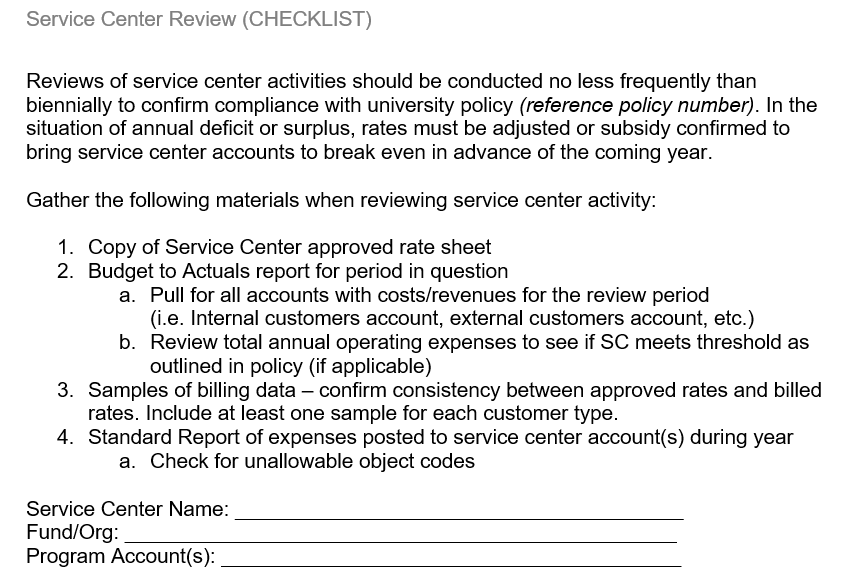 Service Center Review (CHECKLIST)
Reviews of service center activities should be conducted no less frequently than
biennially to confirm compliance with university policy (reference policy number). In the
situation of annual deficit or surplus, rates must be adjusted or subsidy confirmed to
bring service center accounts to break even in advance of the coming year.
Gather the following materials when reviewing service center activity:
1. Copy of Service Center approved rate sheet
2. Budget to Actuals report for period in question
a. Pull for all accounts with costs/revenues for the review period
(i.e. Internal customers account, external customers account, etc.)
b. Review total annual operating expenses to see if SC meets threshold as
outlined in policy (if applicable)
3. Samples of billing data – confirm consistency between approved rates and billed
rates. Include at least one sample for each customer type.
4. Standard Report of expenses posted to service center account(s) during year
a. Check for unallowable object codes
Service Center Name:
Fund/Org:
Program Account(s):